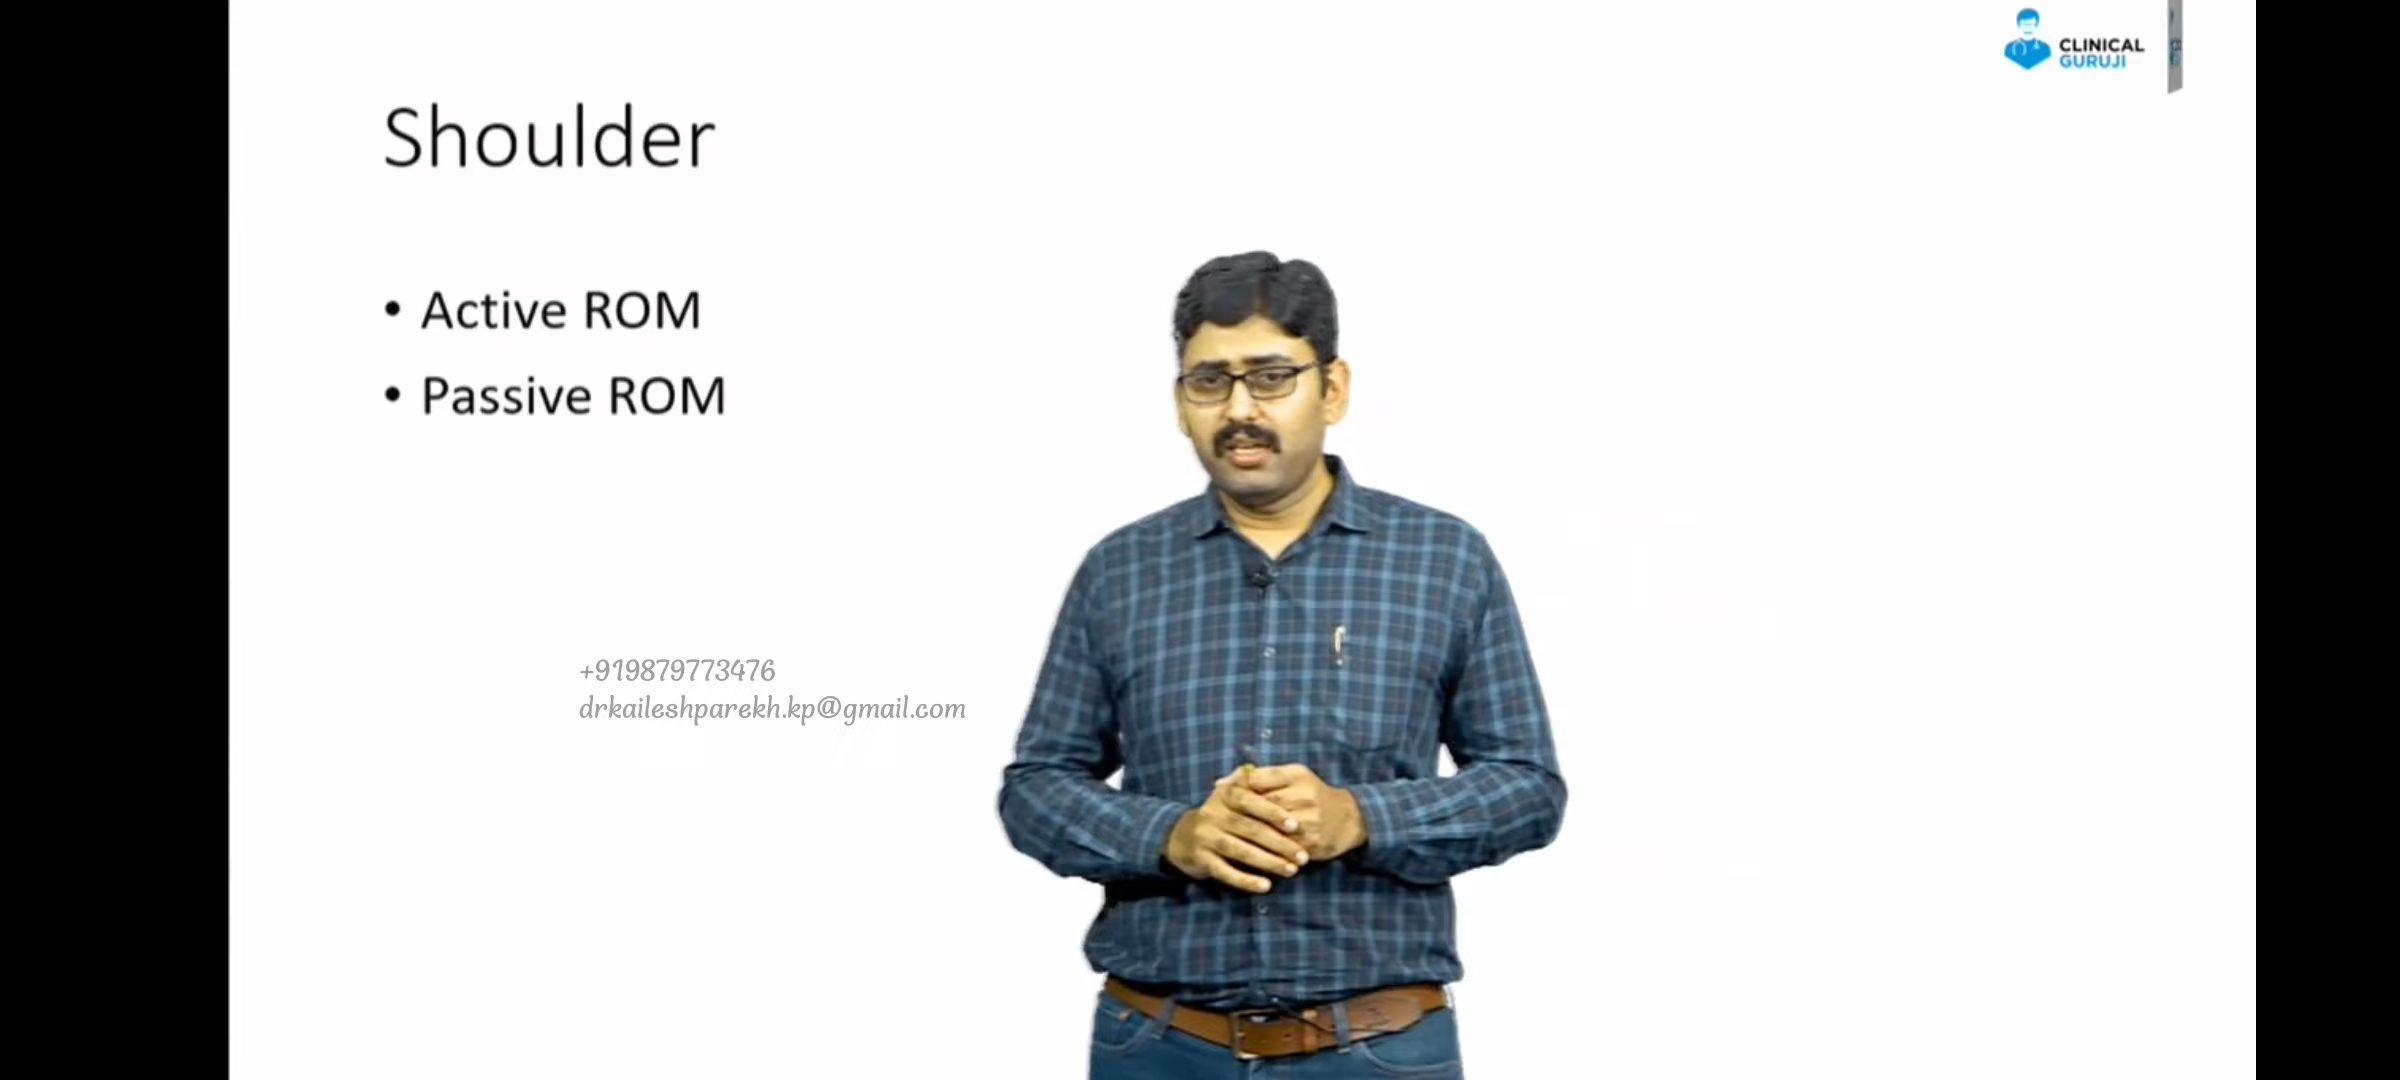 CLINICAL
GURUJI
Shoulder
• Active ROM
• Passive ROM
+919879773476
drkaileshparekh.kp@gmail.com